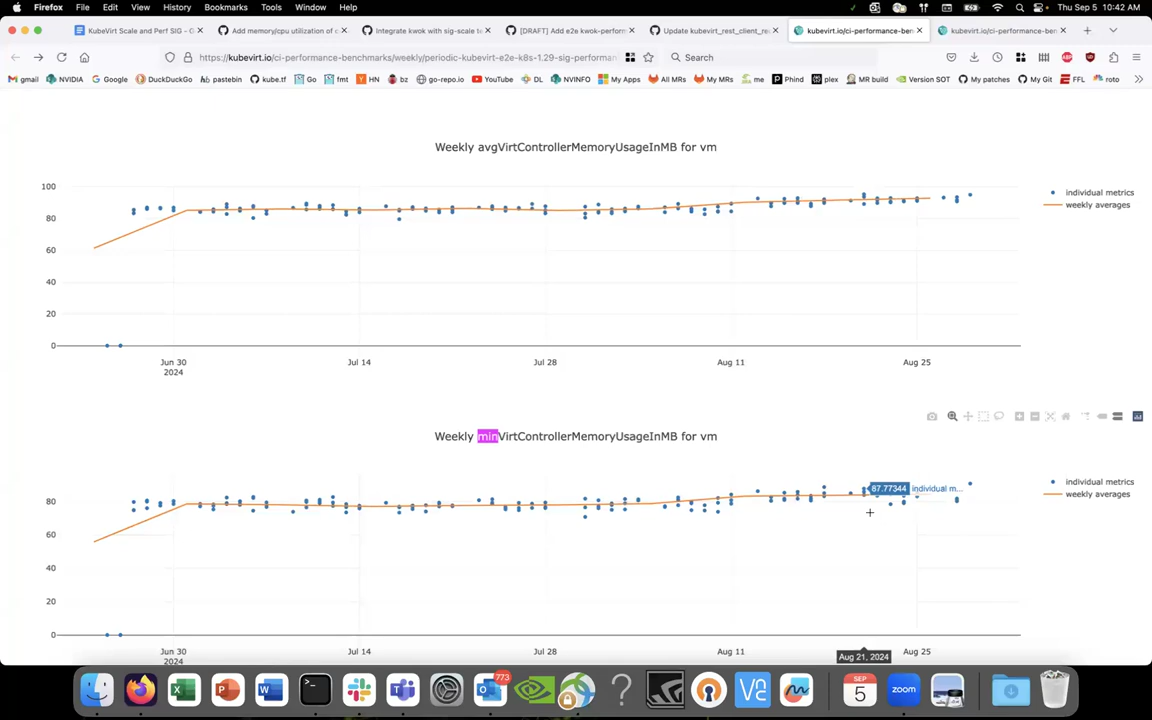 Firefox File Edit View History Bookmarks Tools Window Help Thu Sep 5 10:42 AM
KubeVirt Scale and Perf SIG - G Add memory/cpu utilization of c Integrate kwok with sig-scale t [DRAFT] Add e2e kwok-perform Update kubevirt_rest_client_re kubevirt.io/ci-performance-ben kubevirt.io/ci-performance-ben
https://kubevirt.io/ci-performance-benchmarks/weekly/periodic-kubevirt-e2e-k8s-1.29-sig-performan Search
gmail NVIDIA Google DuckDuckGo pastebin kube.tf Go fmt HN bz go-repo.io YouTube DL NVINFO My Apps All MRs My MRs me Phind plex MR build Version SOT My patches My Git FFL roto
Weekly avgVirtControllerMemoryUsageInMB for vm
individual metrics
weekly averages
100
80
60
40
20
0
Jun 30
2024
Jul 14
Jul 28
Aug 11
Aug 25
Weekly minVirtControllerMemoryUsageInMB for vm
individual metrics
weekly averages
87.77344 individual m...
80
60
40
20
0
Jun 30
2024
Jul 14
Jul 28
Aug 11
Aug 25
Aug 21, 2024
773
SEP
5
zoom